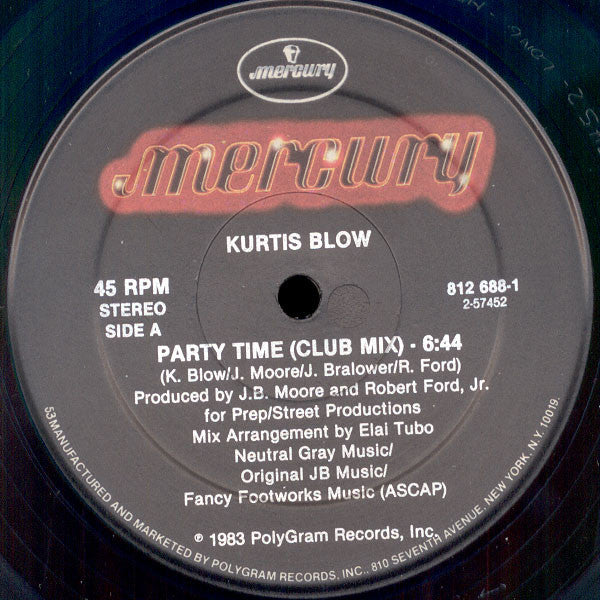 mercury
mercury
KURTIS BLOW
45 RPM
STEREO
SIDE A
812 688-1
2-57452
PARTY TIME (CLUB MIX) - 6:44
(K. Blow/J. Moore/J. Bralower/R. Ford)
Produced by J.B. Moore and Robert Ford, Jr.
for Prep/Street Productions
Mix Arrangement by Elai Tubo
Neutral Gray Music/
Original JB Music/
Fancy Footworks Music (ASCAP)
℗ 1983 PolyGram Records, Inc.
53MANUFACTURED AND MARKETED BY POLYGRAM RECORDS, INC., 810 SEVENTH AVENUE, NEW YORK, N.Y. 10019.